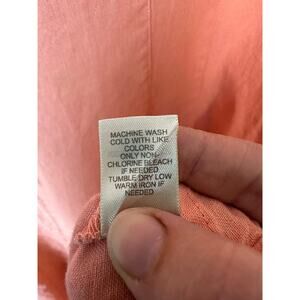 MACHINE WASH
COLD WITH LIKE
COLORS
ONLY NON-
CHLORINE BLEACH
IF NEEDED
TUMBLE DRY LOW
WARM IRON IF
NEEDED